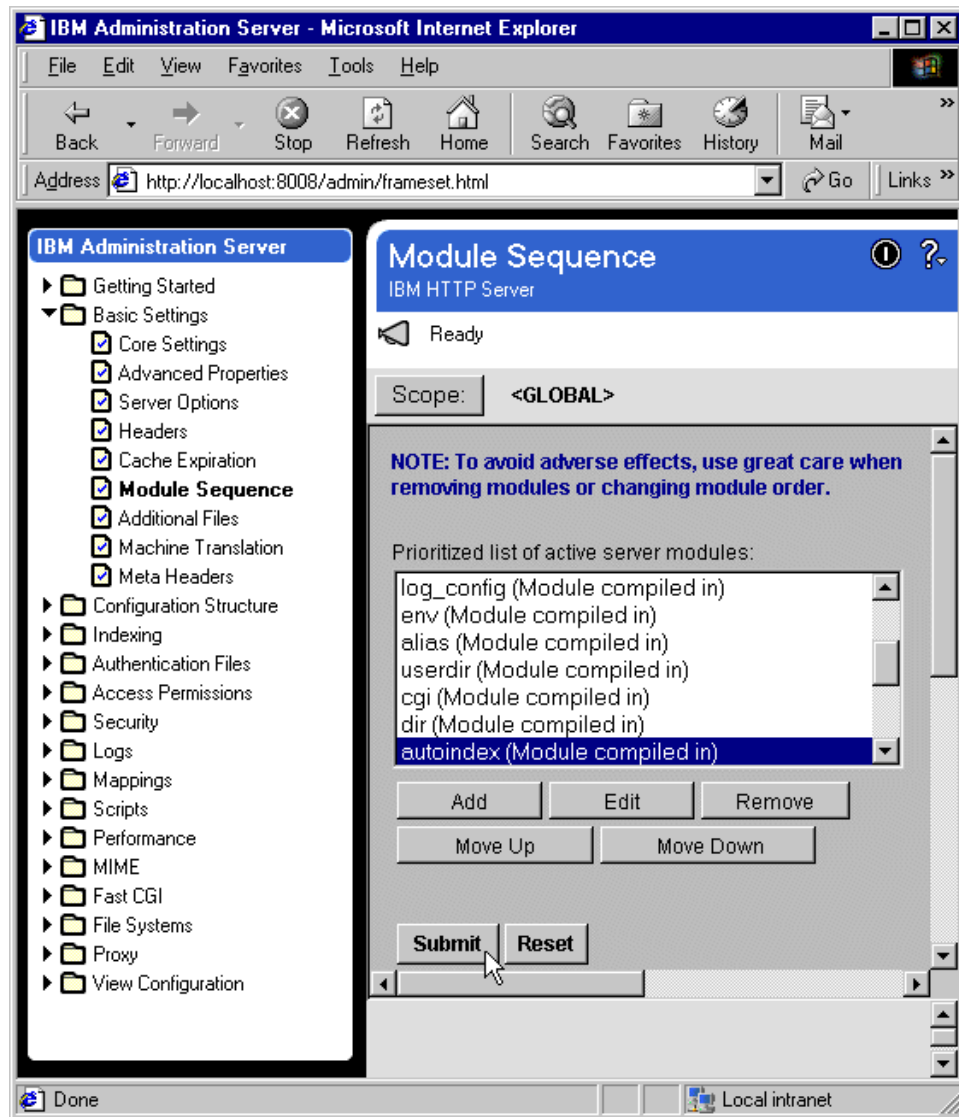 IBM Administration Server - Microsoft Internet Explorer
File Edit View Favorites Tools Help
Back Forward Stop Refresh Home Search Favorites History Mail »
Address http://localhost:8008/admin/frameset.html Go Links »
IBM Administration Server
Getting Started
Basic Settings
Core Settings
Advanced Properties
Server Options
Headers
Cache Expiration
Module Sequence
Additional Files
Machine Translation
Meta Headers
Configuration Structure
Indexing
Authentication Files
Access Permissions
Security
Logs
Mappings
Scripts
Performance
MIME
Fast CGI
File Systems
Proxy
View Configuration
Module Sequence
IBM HTTP Server
Ready
Scope: <GLOBAL>
NOTE: To avoid adverse effects, use great care when
removing modules or changing module order.
Prioritized list of active server modules:
log_config (Module compiled in)
env (Module compiled in)
alias (Module compiled in)
userdir (Module compiled in)
cgi (Module compiled in)
dir (Module compiled in)
autoindex (Module compiled in)
Add Edit Remove
Move Up Move Down
Submit Reset
Done Local intranet